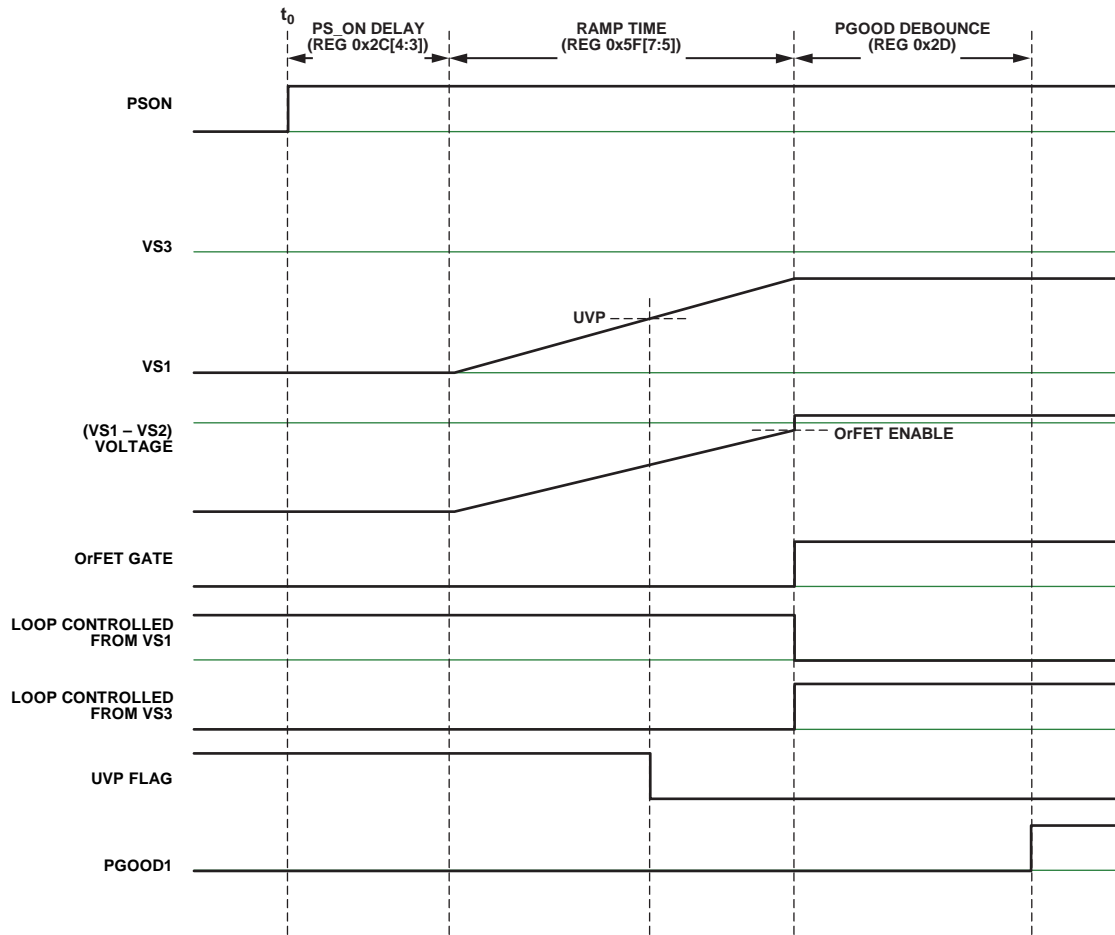 t0
PS_ON DELAY
(REG 0x2C[4:3])
RAMP TIME
(REG 0x5F[7:5])
PGOOD DEBOUNCE
(REG 0x2D)
PSON
VS3
UVP
VS1
(VS1 – VS2)
VOLTAGE
OrFET ENABLE
OrFET GATE
LOOP CONTROLLED
FROM VS1
LOOP CONTROLLED
FROM VS3
UVP FLAG
PGOOD1